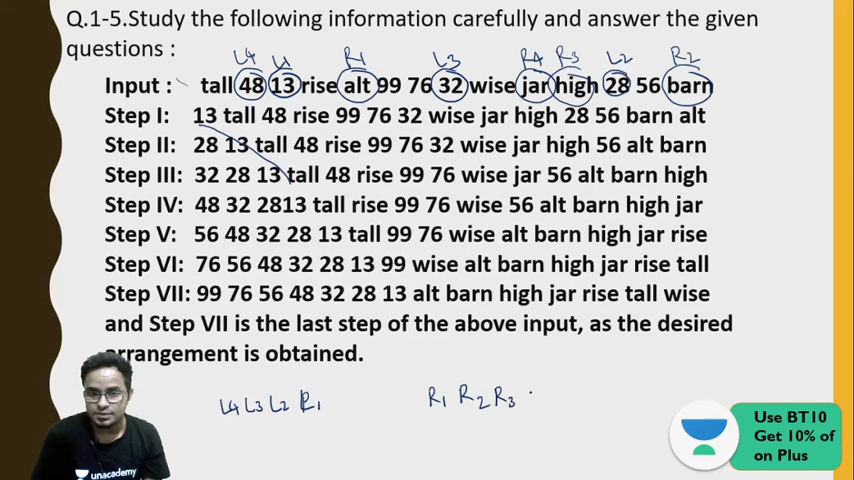 Q.1-5.Study the following information carefully and answer the given
questions :
L4 L1 R1 L3 R4 R3 L2 R2
Input : tall 48 13 rise alt 99 76 32 wise jar high 28 56 barn
Step I: 13 tall 48 rise 99 76 32 wise jar high 28 56 barn alt
Step II: 28 13 tall 48 rise 99 76 32 wise jar high 56 alt barn
Step III: 32 28 13 tall 48 rise 99 76 wise jar 56 alt barn high
Step IV: 48 32 2813 tall rise 99 76 wise 56 alt barn high jar
Step V: 56 48 32 28 13 tall 99 76 wise alt barn high jar rise
Step VI: 76 56 48 32 28 13 99 wise alt barn high jar rise tall
Step VII: 99 76 56 48 32 28 13 alt barn high jar rise tall wise
and Step VII is the last step of the above input, as the desired
arrangement is obtained.
L4 L3 L2 R1 R1 R2 R3
unacademy
Use BT10
Get 10% of
on Plus